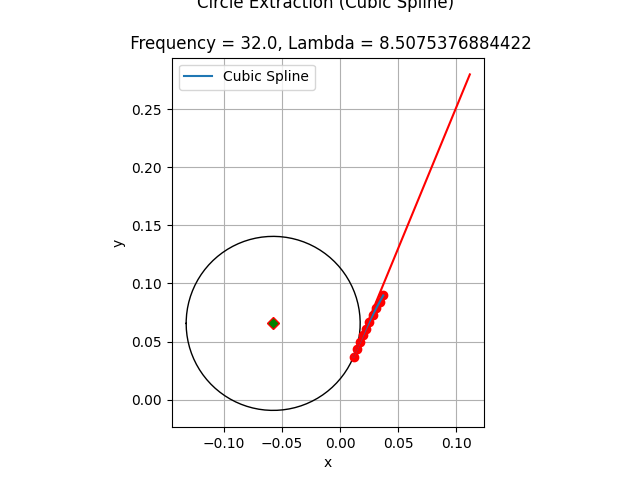 Circle Extraction (Cubic Spline)
Frequency = 32.0, Lambda = 8.5075376884422
Cubic Spline
0.25
0.20
0.15
0.10
0.05
0.00
y
−0.10 −0.05 0.00 0.05 0.10
x